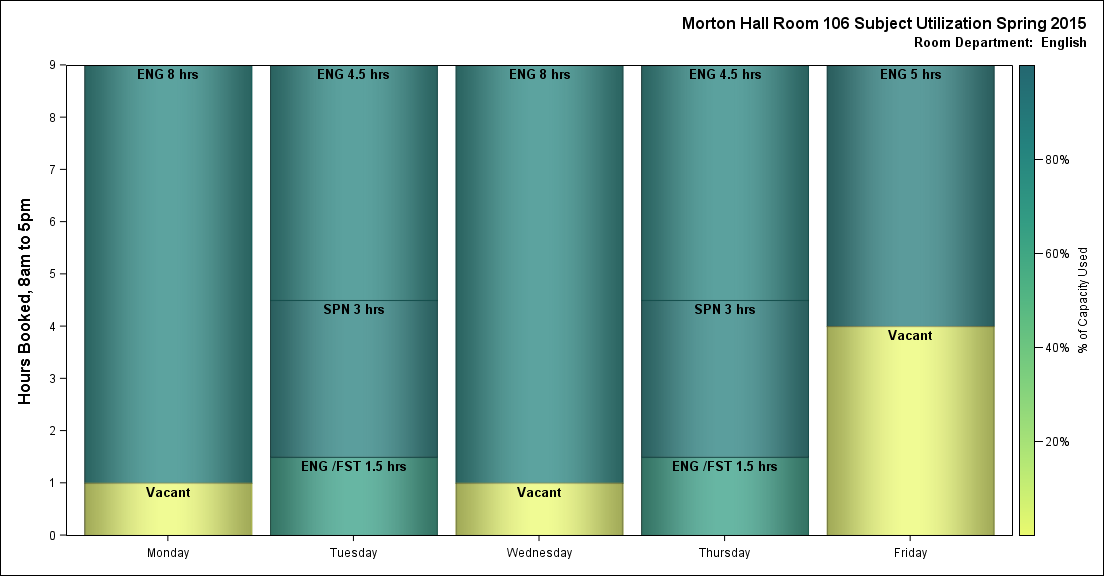 Morton Hall Room 106 Subject Utilization Spring 2015
Room Department: English
Hours Booked, 8am to 5pm
9
8
7
6
5
4
3
2
1
0
ENG 8 hrs
Vacant
ENG 4.5 hrs
SPN 3 hrs
ENG /FST 1.5 hrs
ENG 8 hrs
Vacant
ENG 4.5 hrs
SPN 3 hrs
ENG /FST 1.5 hrs
ENG 5 hrs
Vacant
Monday
Tuesday
Wednesday
Thursday
Friday
80%
60%
40%
20%
% of Capacity Used